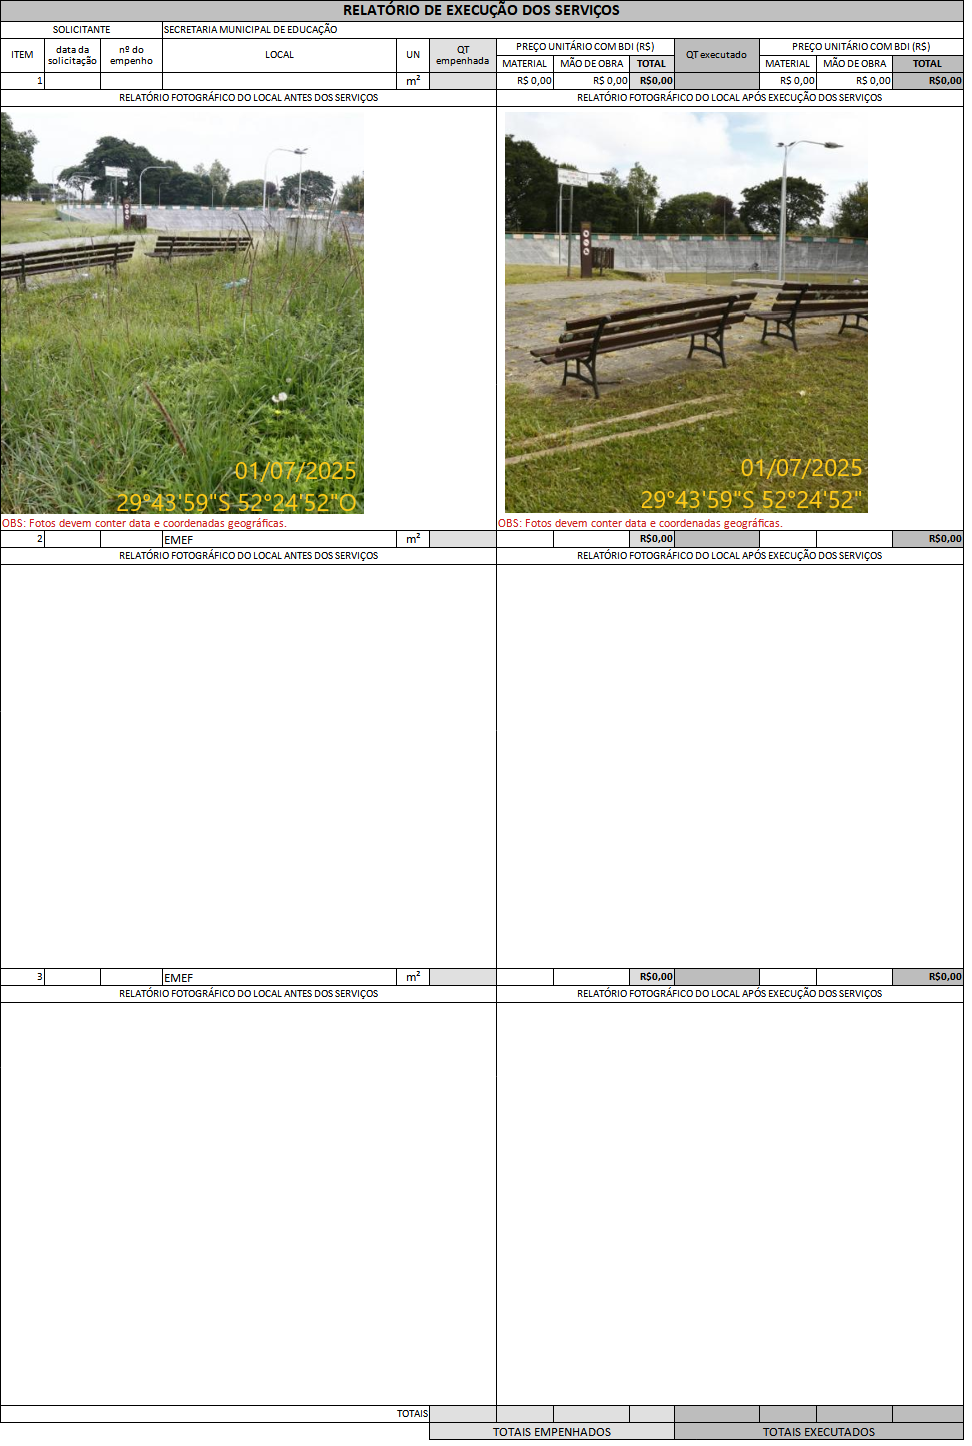 RELATÓRIO DE EXECUÇÃO DOS SERVIÇOS
SOLICITANTE SECRETARIA MUNICIPAL DE EDUCAÇÃO
ITEM data da solicitação nº do empenho LOCAL UN QT empenhada PREÇO UNITÁRIO COM BDI (R$) QT executado PREÇO UNITÁRIO COM BDI (R$)
MATERIAL MÃO DE OBRA TOTAL MATERIAL MÃO DE OBRA TOTAL
1 m² R$ 0,00 R$ 0,00 R$0,00 R$ 0,00 R$ 0,00 R$0,00
RELATÓRIO FOTOGRÁFICO DO LOCAL ANTES DOS SERVIÇOS RELATÓRIO FOTOGRÁFICO DO LOCAL APÓS EXECUÇÃO DOS SERVIÇOS
01/07/2025
29°43'59"S 52°24'52"O
01/07/2025
29°43'59"S 52°24'52"
OBS: Fotos devem conter data e coordenadas geográficas. OBS: Fotos devem conter data e coordenadas geográficas.
2 EMEF m² R$0,00 R$0,00
RELATÓRIO FOTOGRÁFICO DO LOCAL ANTES DOS SERVIÇOS RELATÓRIO FOTOGRÁFICO DO LOCAL APÓS EXECUÇÃO DOS SERVIÇOS
3 EMEF m² R$0,00 R$0,00
RELATÓRIO FOTOGRÁFICO DO LOCAL ANTES DOS SERVIÇOS RELATÓRIO FOTOGRÁFICO DO LOCAL APÓS EXECUÇÃO DOS SERVIÇOS
TOTAIS
TOTAIS EMPENHADOS TOTAIS EXECUTADOS